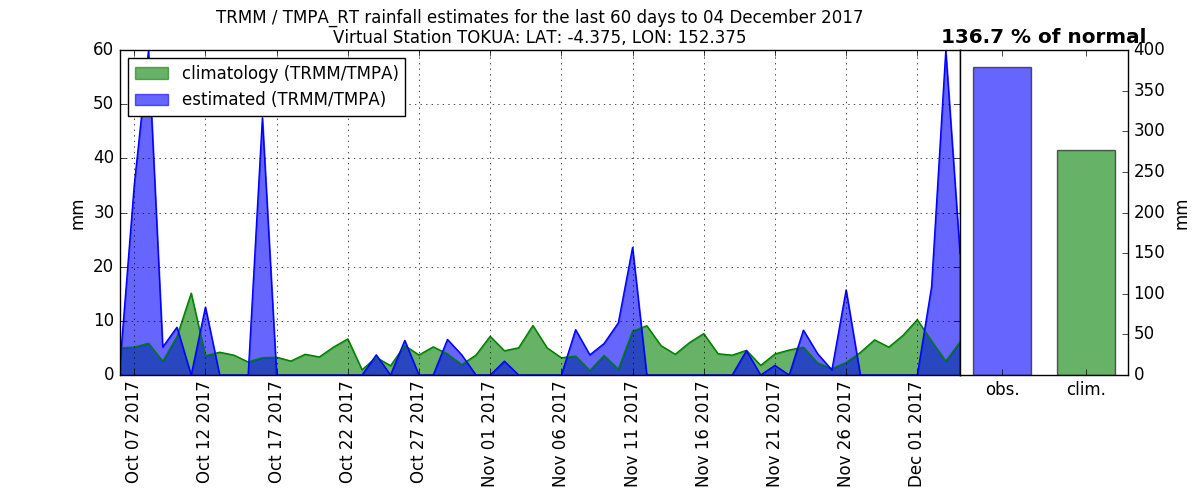 TRMM / TMPA_RT rainfall estimates for the last 60 days to 04 December 2017
Virtual Station TOKUA: LAT: -4.375, LON: 152.375
136.7 % of normal
climatology (TRMM/TMPA)
estimated (TRMM/TMPA)
60
50
40
30
20
10
0
mm
Oct 07 2017
Oct 12 2017
Oct 17 2017
Oct 22 2017
Oct 27 2017
Nov 01 2017
Nov 06 2017
Nov 11 2017
Nov 16 2017
Nov 21 2017
Nov 26 2017
Dec 01 2017
obs.
clim.
400
350
300
250
200
150
100
50
0
mm